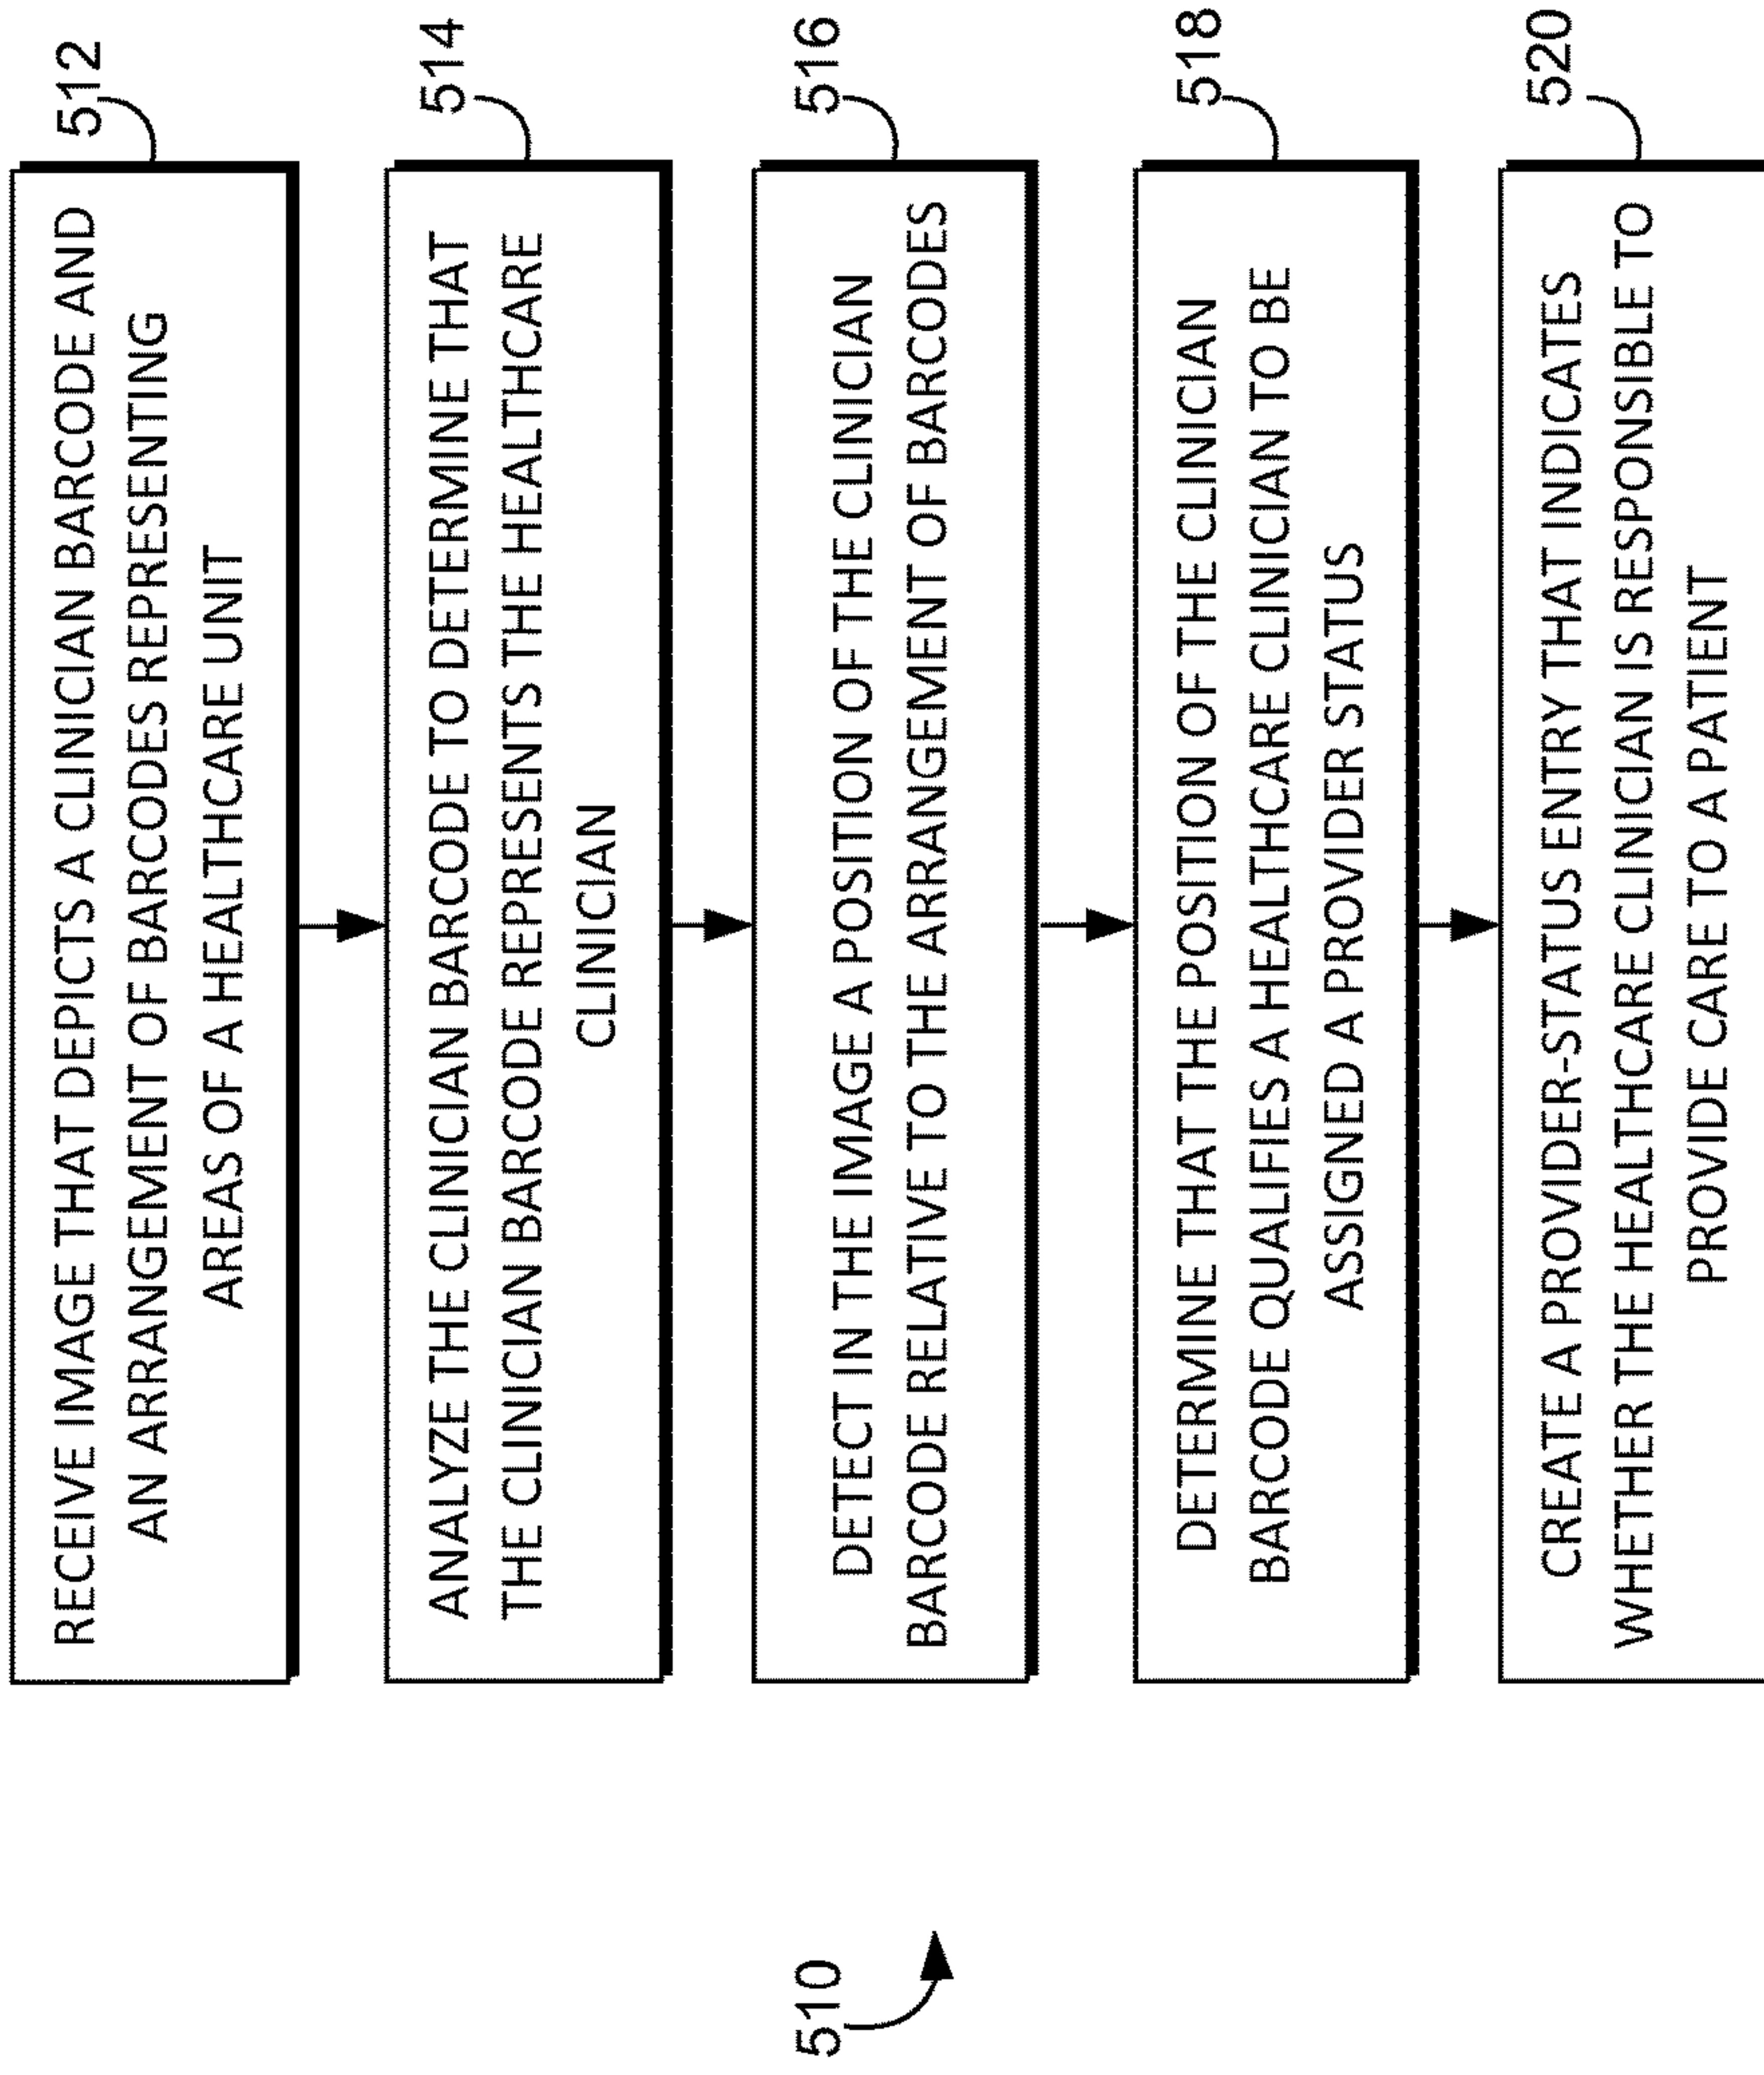 512
RECEIVE IMAGE THAT DEPICTS A CLINICIAN BARCODE AND
AN ARRANGEMENT OF BARCODES REPRESENTING
AREAS OF A HEALTHCARE UNIT
514
ANALYZE THE CLINICIAN BARCODE TO DETERMINE THAT
THE CLINICIAN BARCODE REPRESENTS THE HEALTHCARE
CLINICIAN
510
516
DETECT IN THE IMAGE A POSITION OF THE CLINICIAN
BARCODE RELATIVE TO THE ARRANGEMENT OF BARCODES
518
DETERMINE THAT THE POSITION OF THE CLINICIAN
BARCODE QUALIFIES A HEALTHCARE CLINICIAN TO BE
ASSIGNED A PROVIDER STATUS
520
CREATE A PROVIDER-STATUS ENTRY THAT INDICATES
WHETHER THE HEALTHCARE CLINICIAN IS RESPONSIBLE TO
PROVIDE CARE TO A PATIENT